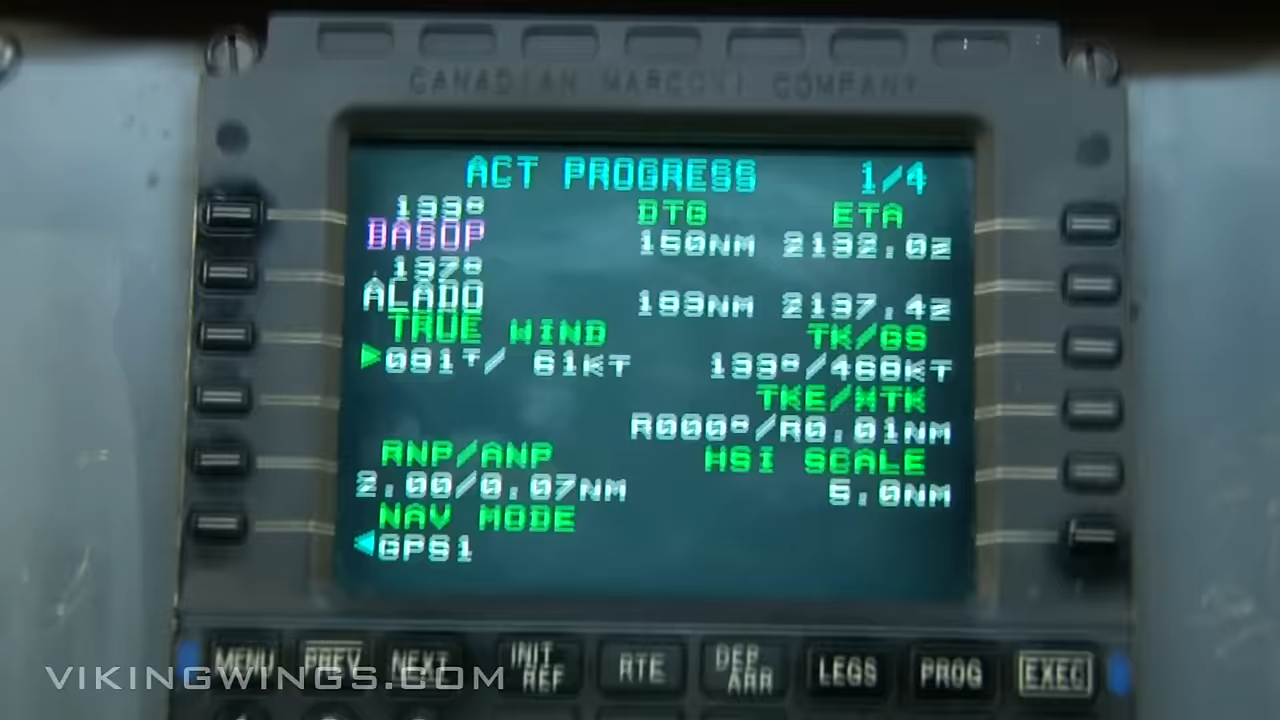 CANADIAN MARCONI COMPANY
ACT PROGRESS 1/4
199° DTG ETA
DASOP 150NM 2132.0z
197°
ALADO 193NM 2137.4z
TRUE WIND TK/GS
091T/ 61KT 199°/468KT
TKE/XTK
R000°/R0.01NM
RNP/ANP HSI SCALE
2.00/0.07NM 5.0NM
NAV MODE
GPS1
MENU PREV NEXT INIT REF RTE DEP ARR LEGS PROG EXEC
VIKINGWINGS.COM